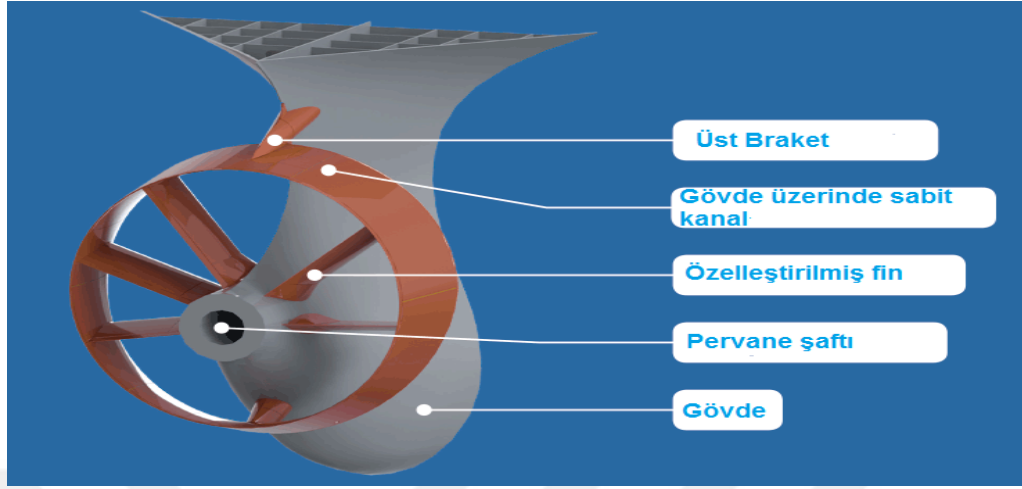 Üst Braket
Gövde üzerinde sabit
kanal
Özelleştirilmiş fin
Pervane şaftı
Gövde